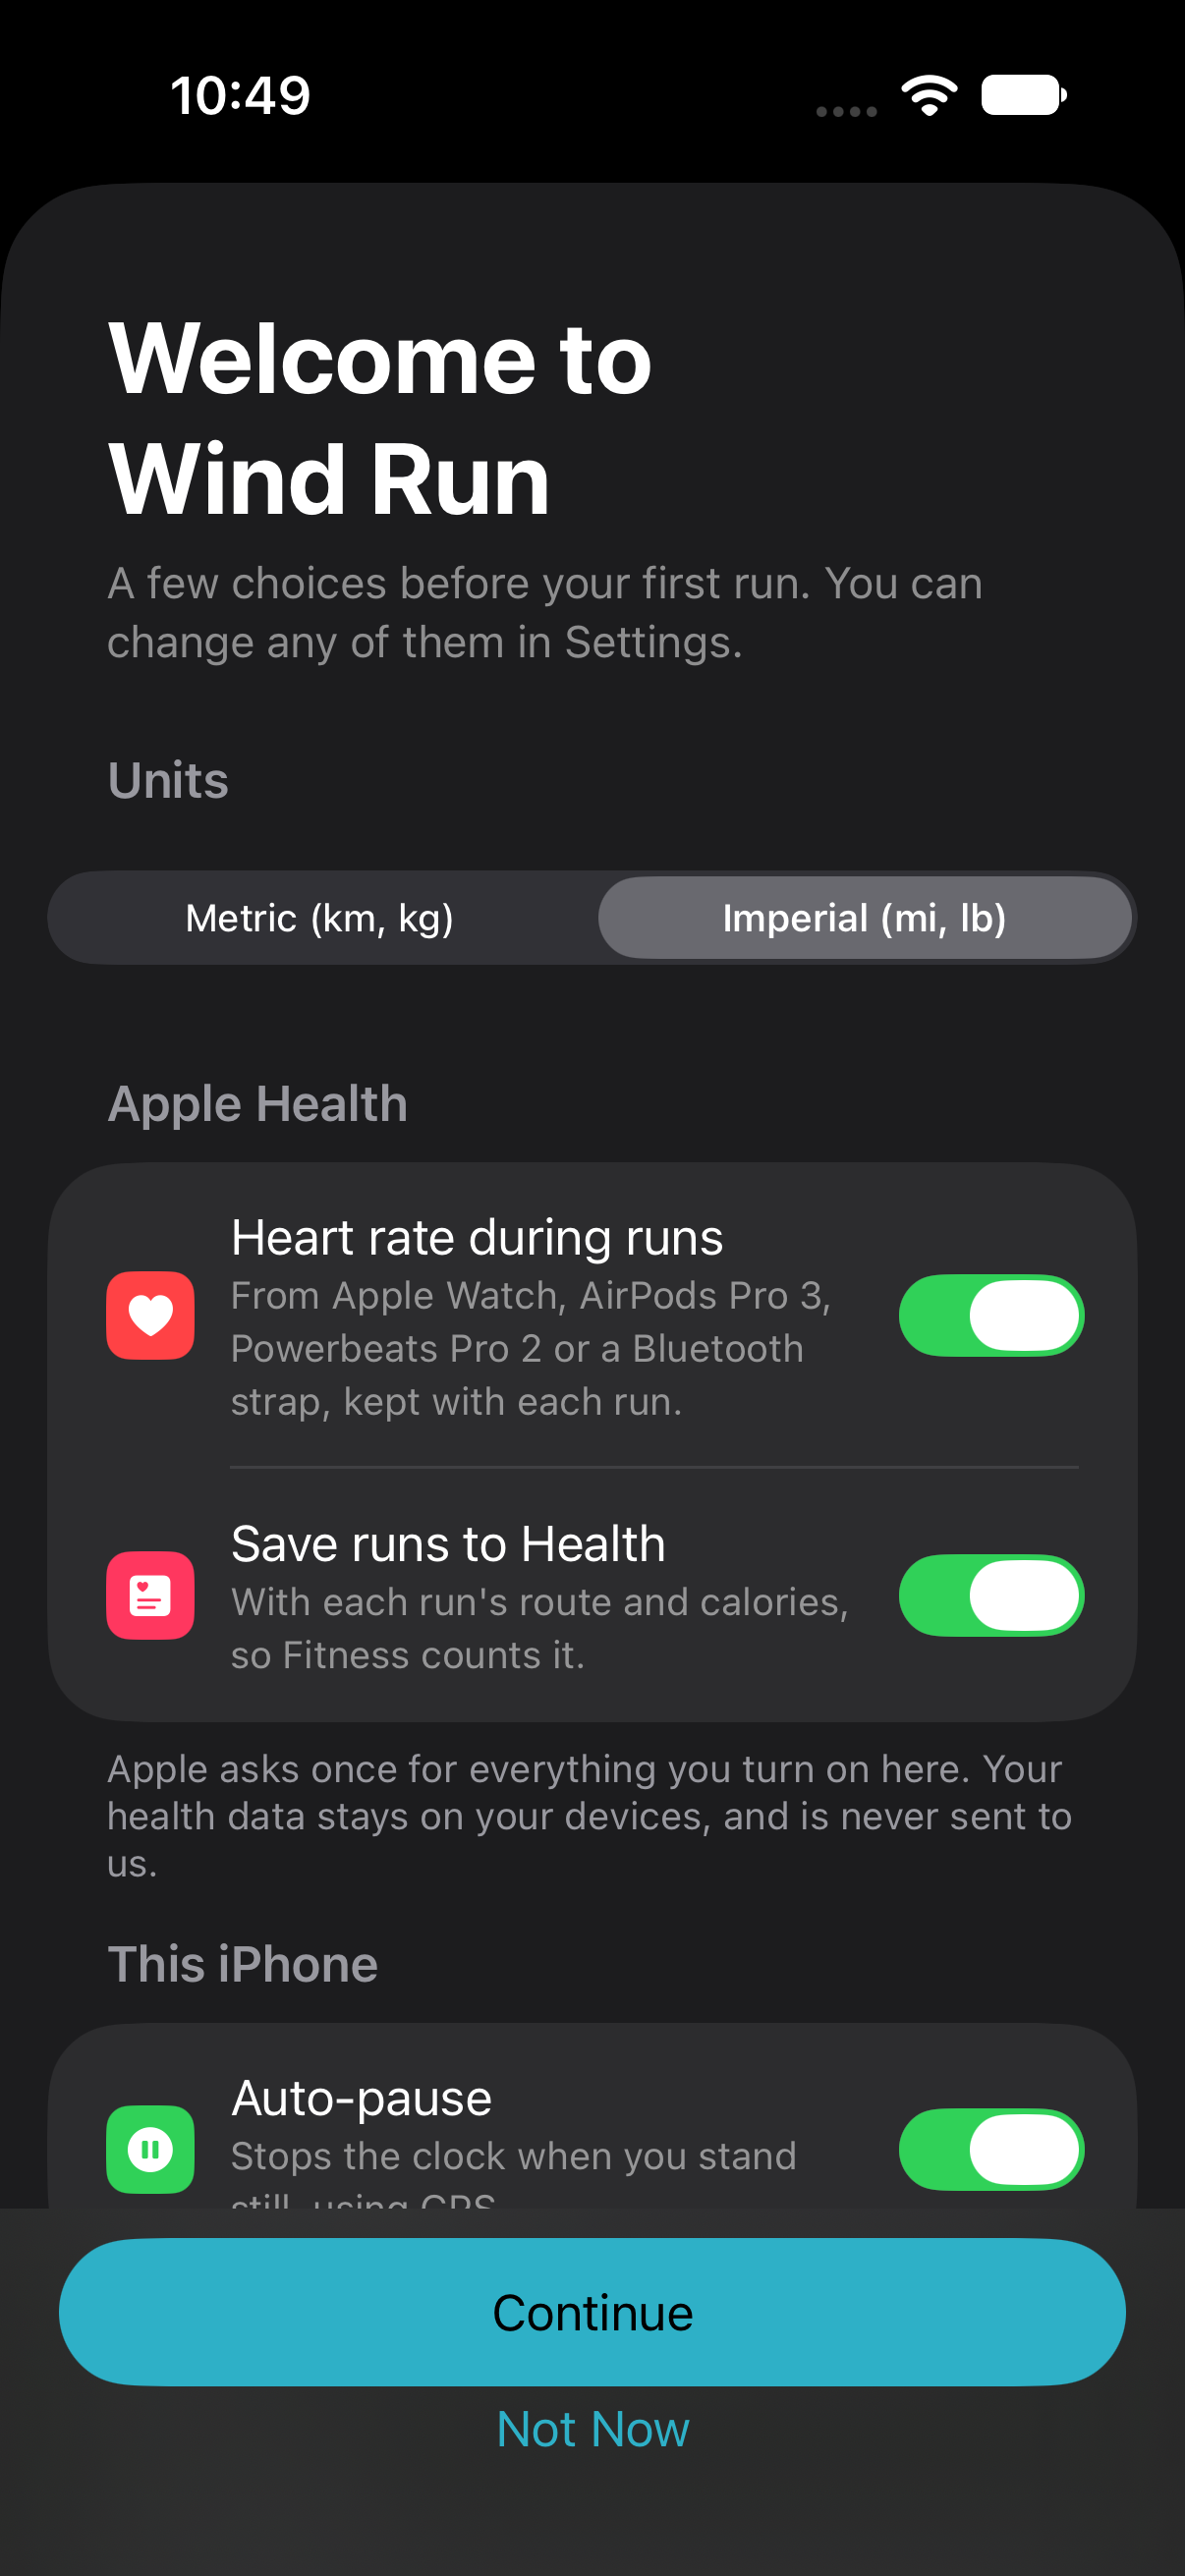 10:49
Welcome to
Wind Run
A few choices before your first run. You can
change any of them in Settings.
Units
Metric (km, kg)
Imperial (mi, lb)
Apple Health
Heart rate during runs
From Apple Watch, AirPods Pro 3,
Powerbeats Pro 2 or a Bluetooth
strap, kept with each run.
Save runs to Health
With each run's route and calories,
so Fitness counts it.
Apple asks once for everything you turn on here. Your
health data stays on your devices, and is never sent to
us.
This iPhone
Auto-pause
Stops the clock when you stand
still, using GPS
Continue
Not Now